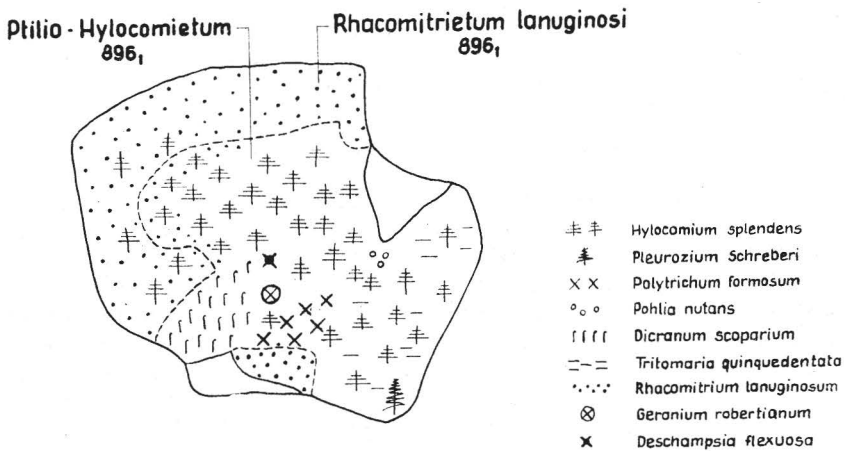 Ptilio - Hylocomietum
896₁
Rhacomitrietum lanuginosi
896₁
Hylocomium splendens
Pleurozium Schreberi
Polytrichum formosum
Pohlia nutans
Dicranum scoparium
Tritomaria quinquedentata
Rhacomitrium lanuginosum
Geranium robertianum
Deschampsia flexuosa